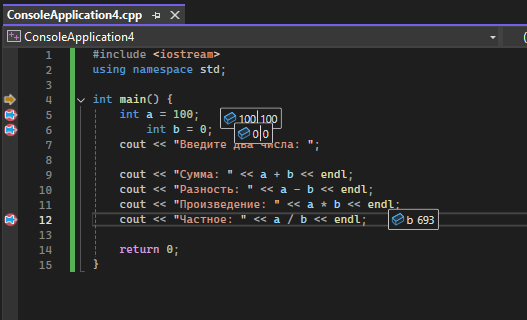 ConsoleApplication4.cpp
ConsoleApplication4
1 #include <iostream>
2 using namespace std;
3
4 int main() {
5 int a = 100; 100 100
6 int b = 0; 0 0
7 cout << "Введите два числа: ";
8
9 cout << "Сумма: " << a + b << endl;
10 cout << "Разность: " << a - b << endl;
11 cout << "Произведение: " << a * b << endl;
12 cout << "Частное: " << a / b << endl; b 693
13
14 return 0;
15 }